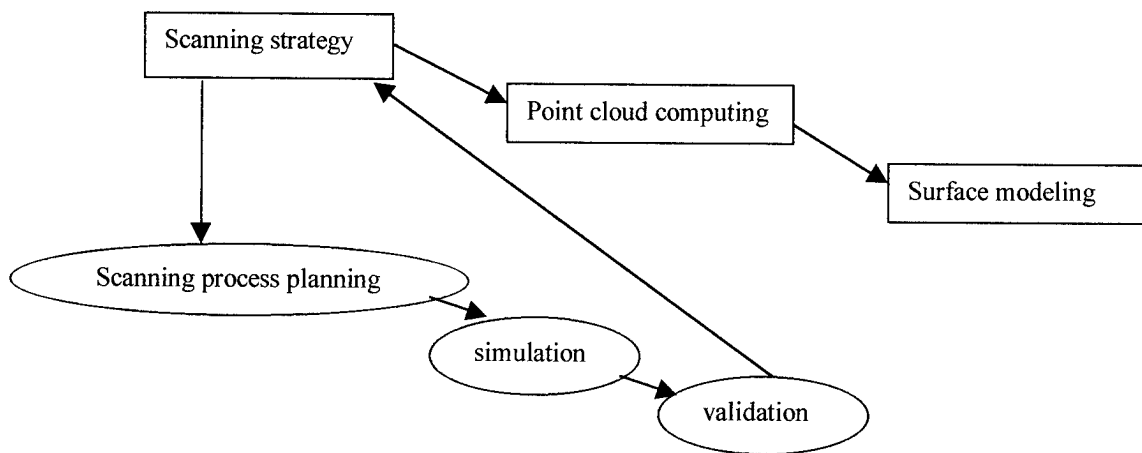 Scanning strategy
Point cloud computing
Surface modeling
Scanning process planning
simulation
validation